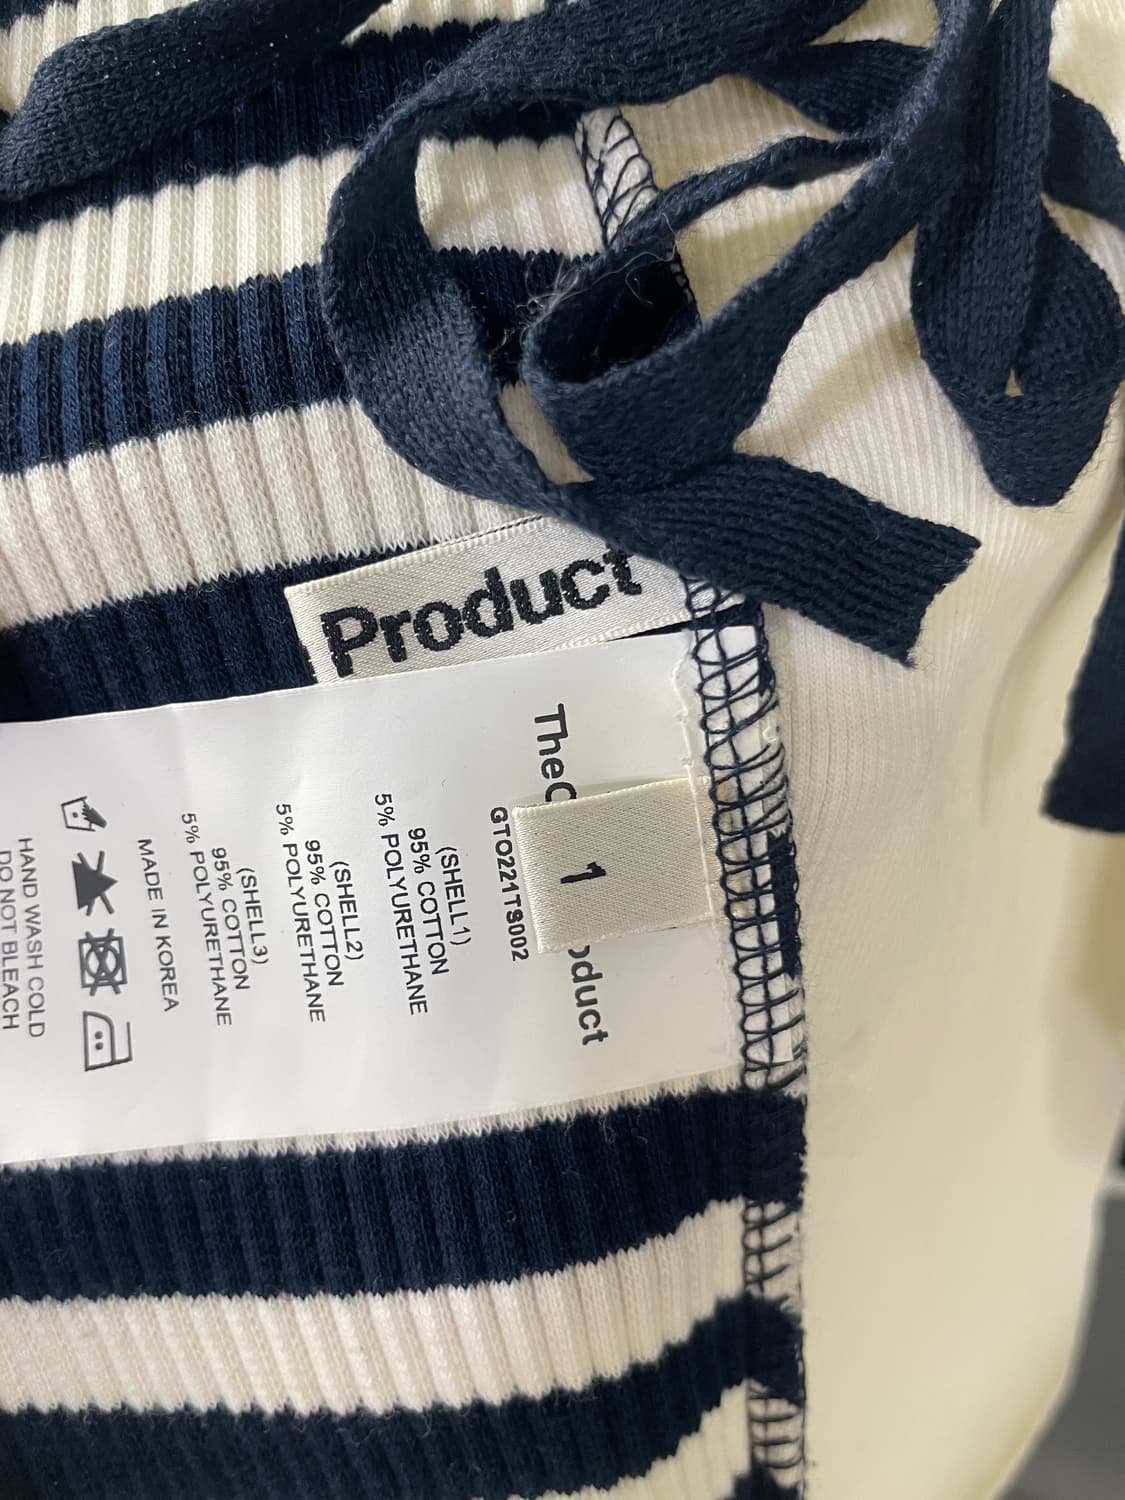 Product
The
duct
1
GTO221TS002
(SHELL1)
95% COTTON
5% POLYURETHANE
(SHELL2)
95% COTTON
5% POLYURETHANE
(SHELL3)
95% COTTON
5% POLYURETHANE
MADE IN KOREA
HAND WASH COLD
DO NOT BLEACH